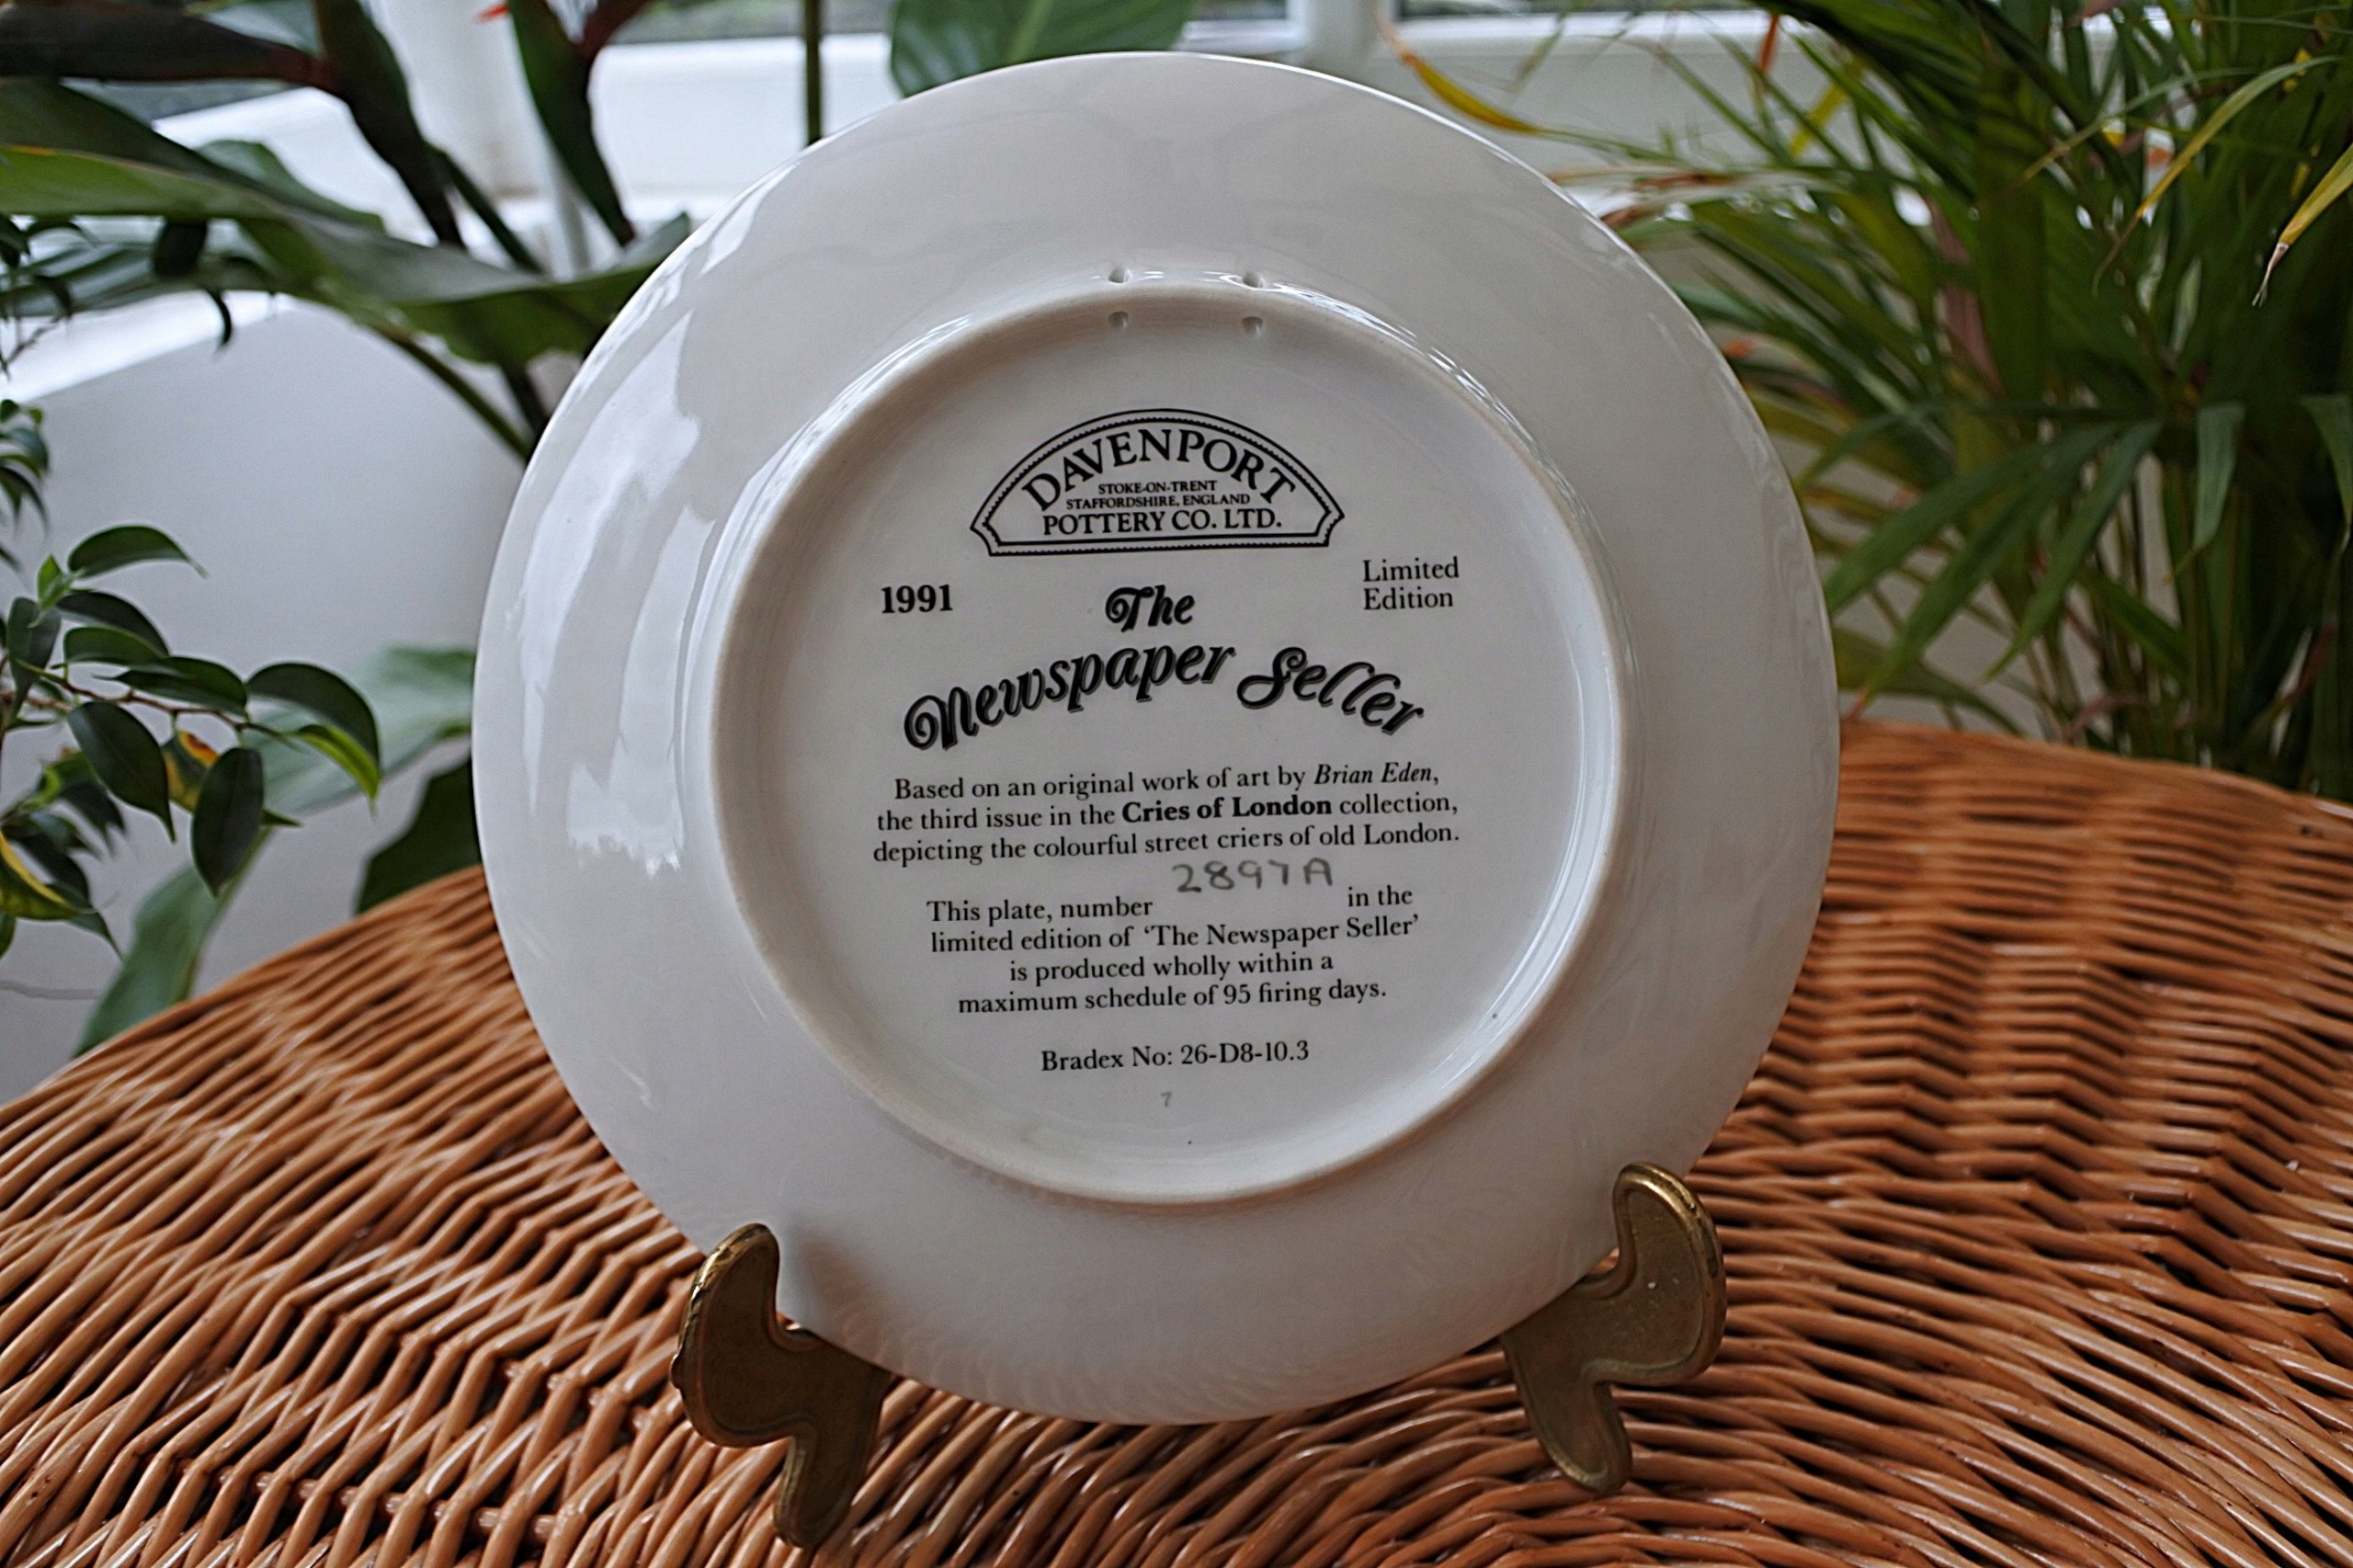 DAVENPORT
STOKE-ON-TRENT
STAFFORDSHIRE, ENGLAND
POTTERY CO. LTD.
1991
Limited
Edition
The
Newspaper Seller
Based on an original work of art by Brian Eden,
the third issue in the Cries of London collection,
depicting the colourful street criers of old London.
This plate, number 2897A in the
limited edition of ‘The Newspaper Seller’
is produced wholly within a
maximum schedule of 95 firing days.
Bradex No: 26-D8-10.3
7